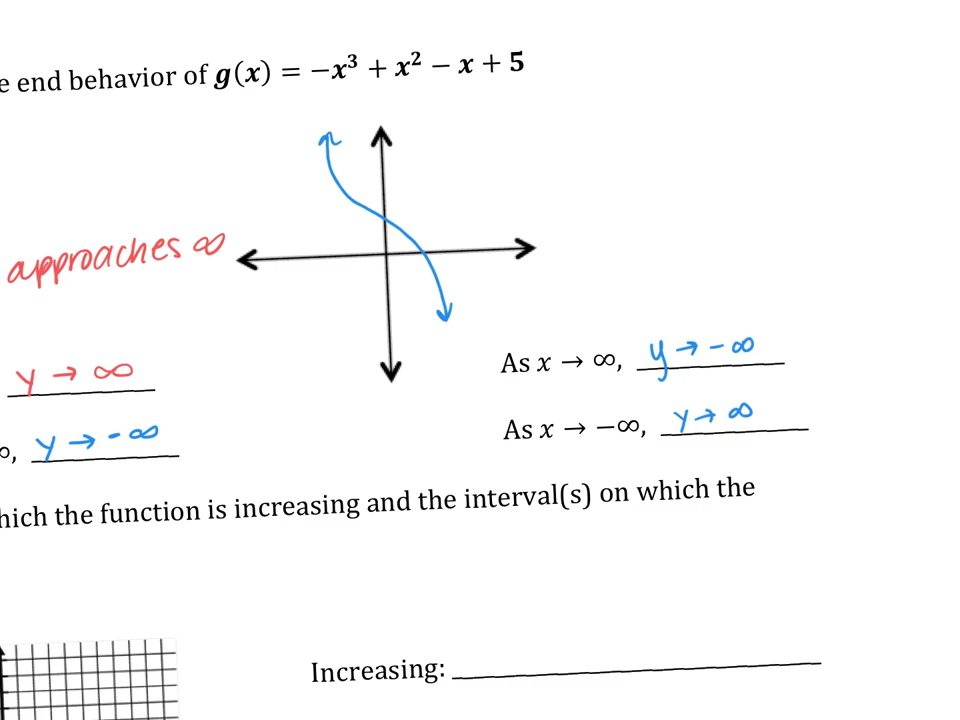 e end behavior of g(x) = −x³ + x² − x + 5
approaches ∞
y → ∞
As x → ∞, y → - ∞
∞, y → - ∞
As x → −∞, y → ∞
hich the function is increasing and the interval(s) on which the
Increasing: